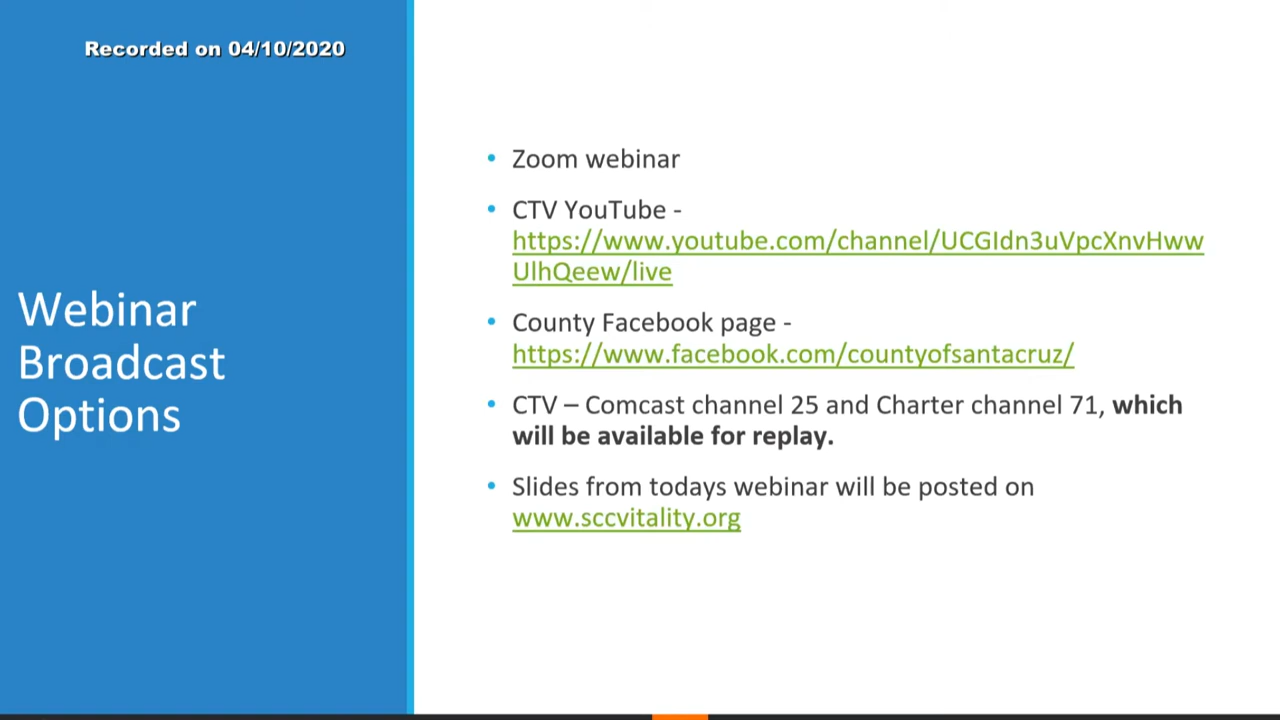 Recorded on 04/10/2020
Webinar
Broadcast
Options
• Zoom webinar
• CTV YouTube -
https://www.youtube.com/channel/UCGIdn3uVpcXnvHww
UlhQeew/live
• County Facebook page -
https://www.facebook.com/countyofsantacruz/
• CTV – Comcast channel 25 and Charter channel 71, which
will be available for replay.
• Slides from todays webinar will be posted on
www.sccvitality.org